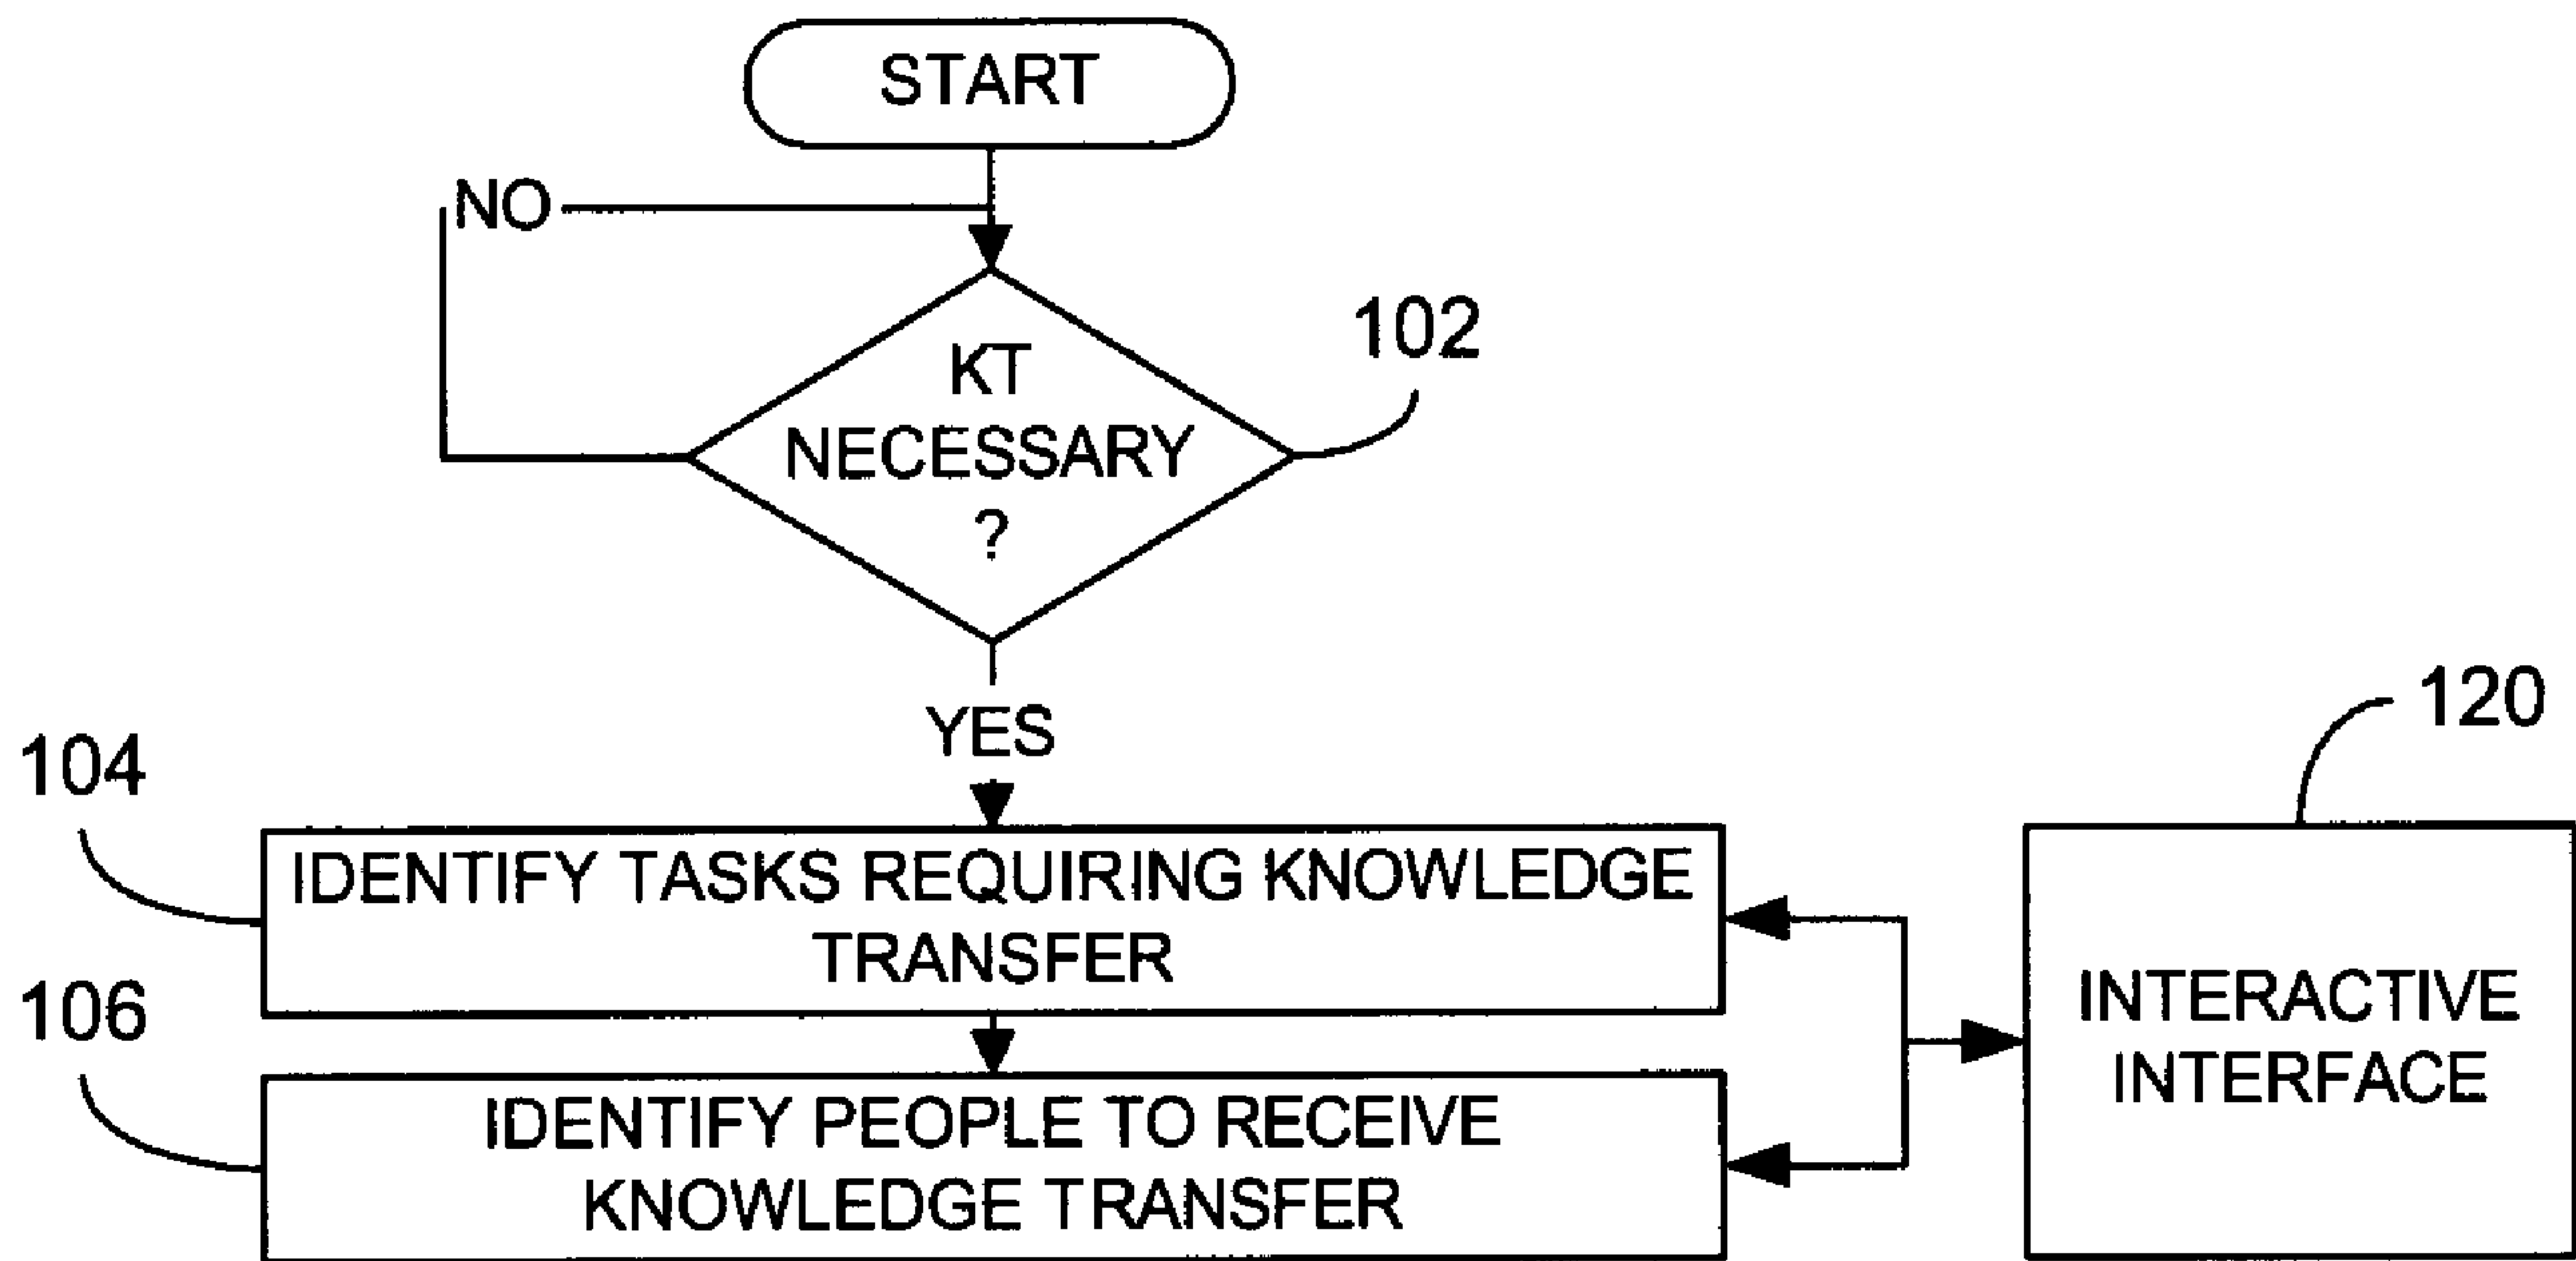 START
NO
KT
NECESSARY
?
102
YES
120
104
IDENTIFY TASKS REQUIRING KNOWLEDGE
TRANSFER
106
IDENTIFY PEOPLE TO RECEIVE
KNOWLEDGE TRANSFER
INTERACTIVE
INTERFACE